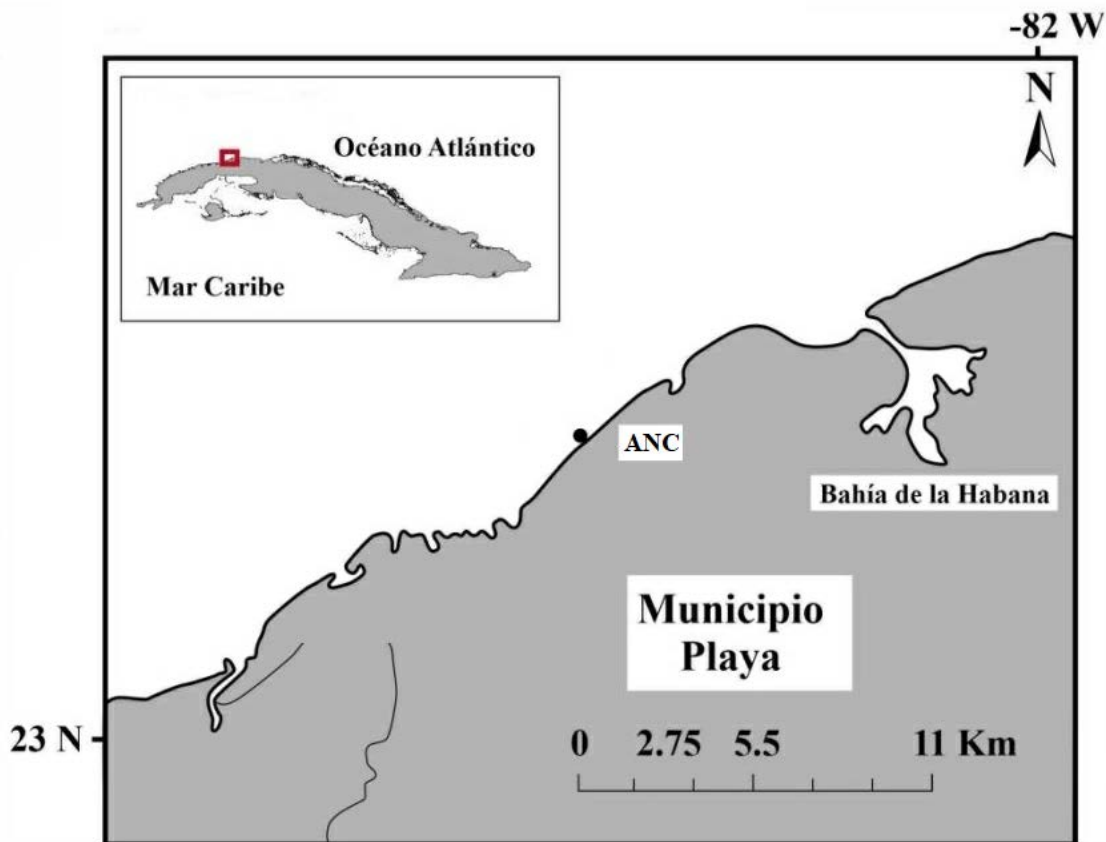 -82 W
N
Océano Atlántico
Mar Caribe
ANC
Bahía de la Habana
Municipio
Playa
23 N
0 2.75 5.5 11 Km